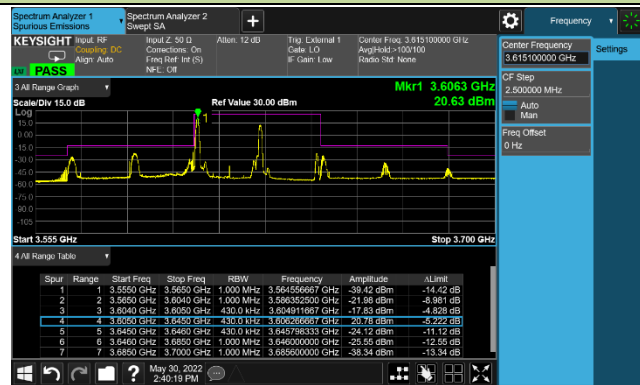 Spectrum Analyzer 1
Spurious Emissions
Spectrum Analyzer 2
Swept SA
Frequency
KEYSIGHT
Input: RF
Coupling: DC
Align: Auto
Input Z: 50 Ω
Corrections: On
Freq Ref: Int (S)
NFE: Off
Atten: 12 dB
Trig: External 1
Gate: LO
IF Gain: Low
Center Freq: 3.615100000 GHz
Avg|Hold:>100/100
Radio Std: None
PASS
Center Frequency
3.615100000 GHz
Settings
CF Step
2.500000 MHz
Auto
Man
Freq Offset
0 Hz
3 All Range Graph
Mkr1 3.6063 GHz
20.63 dBm
Scale/Div 15.0 dB
Ref Value 30.00 dBm
Log
15.0
0.00
-15.0
-30.0
-45.0
-60.0
-75.0
-90.0
-105
1
Start 3.555 GHz
Stop 3.700 GHz
4 All Range Table
Spur Range Start Freq Stop Freq RBW Frequency Amplitude ΔLimit
1 1 3.5550 GHz 3.5650 GHz 1.000 MHz 3.564556667 GHz -39.42 dBm -14.42 dB
2 2 3.5650 GHz 3.6040 GHz 1.000 MHz 3.586352500 GHz -21.98 dBm -8.981 dB
3 3 3.6040 GHz 3.6050 GHz 430.0 kHz 3.604911667 GHz -17.83 dBm -4.828 dB
4 4 3.6050 GHz 3.6450 GHz 430.0 kHz 3.606266667 GHz 20.78 dBm -5.222 dB
5 5 3.6450 GHz 3.6460 GHz 430.0 kHz 3.645798333 GHz -24.12 dBm -11.12 dB
6 6 3.6460 GHz 3.6850 GHz 1.000 MHz 3.646000000 GHz -25.55 dBm -12.55 dB
7 7 3.6850 GHz 3.7000 GHz 1.000 MHz 3.685600000 GHz -38.34 dBm -13.34 dB
May 30, 2022
2:40:19 PM